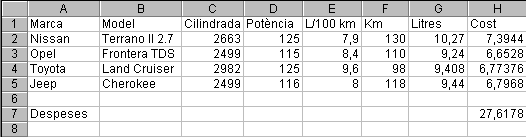 A B C D E F G H
1 Marca Model Cilindrada Potència L/100 km Km Litres Cost
2 Nissan Terrano II 2.7 2663 125 7,9 130 10,27 7,3944
3 Opel Frontera TDS 2499 115 8,4 110 9,24 6,6528
4 Toyota Land Cruiser 2982 125 9,6 98 9,408 6,77376
5 Jeep Cherokee 2499 116 8 118 9,44 6,7968
6
7 Despeses 27,6178
8